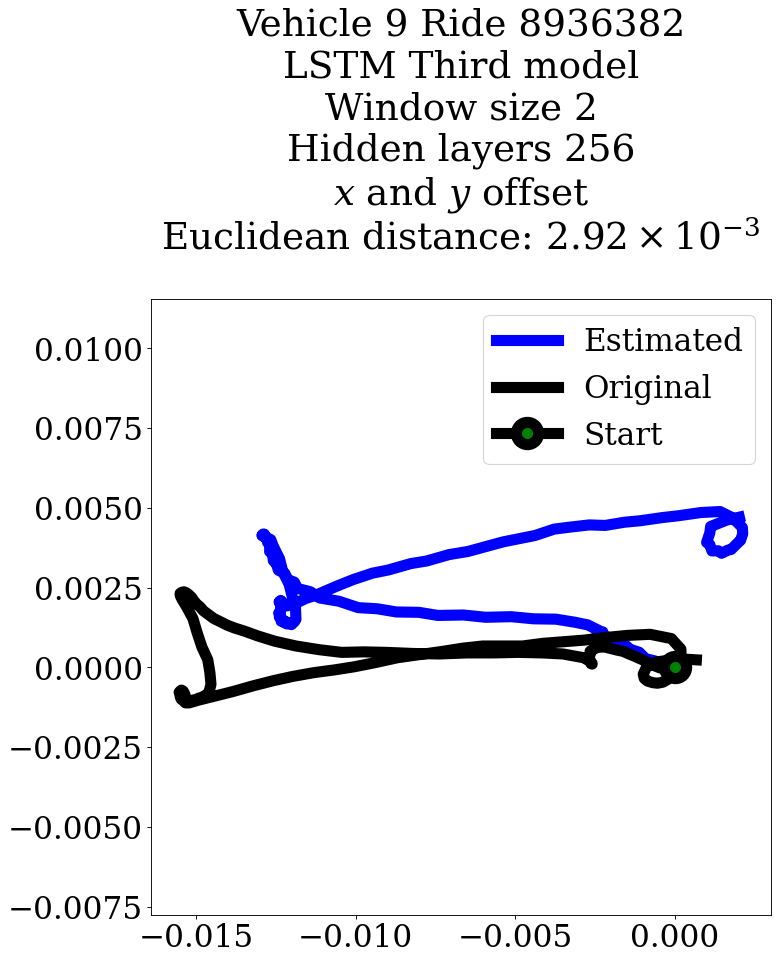 Vehicle 9 Ride 8936382
LSTM Third model
Window size 2
Hidden layers 256
x and y offset
Euclidean distance: 2.92 × 10⁻³
Estimated
Original
Start
0.0100
0.0075
0.0050
0.0025
0.0000
−0.0025
−0.0050
−0.0075
−0.015 −0.010 −0.005 0.000